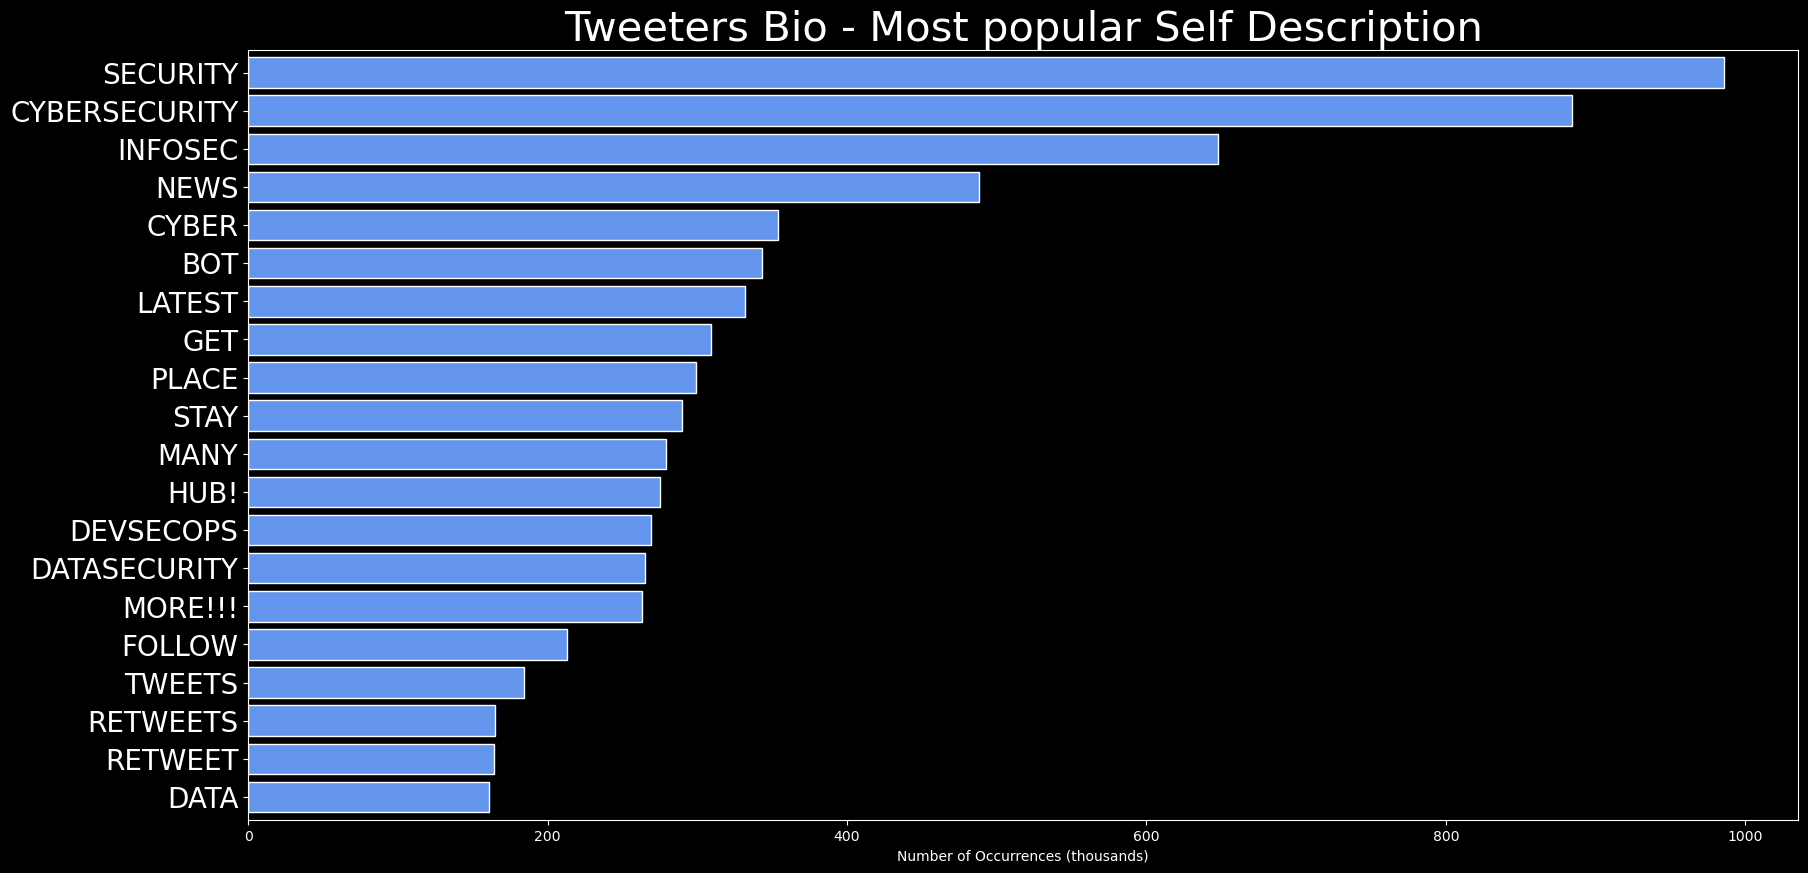 Tweeters Bio - Most popular Self Description
SECURITY
CYBERSECURITY
INFOSEC
NEWS
CYBER
BOT
LATEST
GET
PLACE
STAY
MANY
HUB!
DEVSECOPS
DATASECURITY
MORE!!!
FOLLOW
TWEETS
RETWEETS
RETWEET
DATA
0 200 400 600 800 1000
Number of Occurrences (thousands)